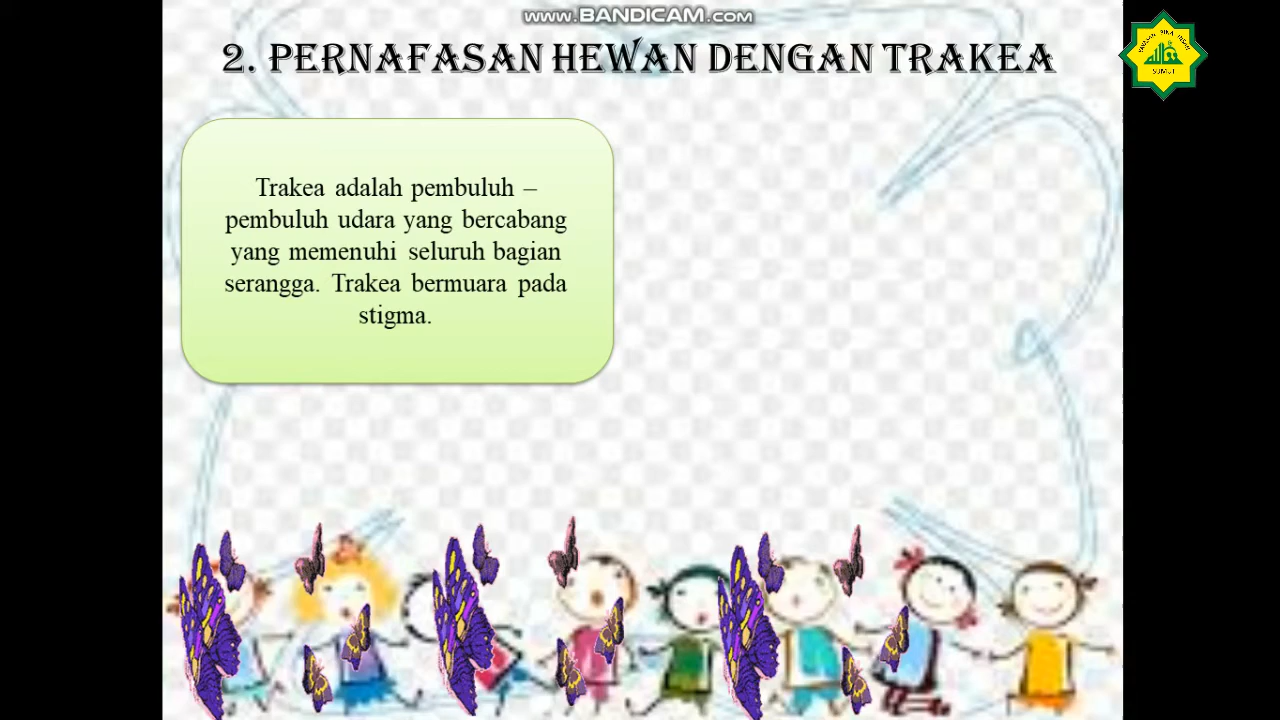 www.BANDICAM.com
2. PERNAFASAN HEWAN DENGAN TRAKEA
Trakea adalah pembuluh –
pembuluh udara yang bercabang
yang memenuhi seluruh bagian
serangga. Trakea bermuara pada
stigma.
SUMUT